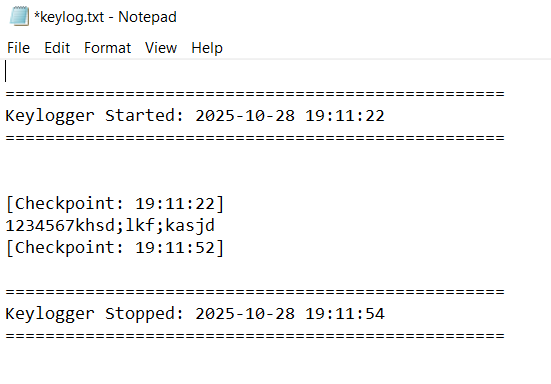 *keylog.txt - Notepad
File Edit Format View Help
==================================================
Keylogger Started: 2025-10-28 19:11:22
==================================================
[Checkpoint: 19:11:22]
1234567khsd;lkf;kasjd
[Checkpoint: 19:11:52]
==================================================
Keylogger Stopped: 2025-10-28 19:11:54
==================================================